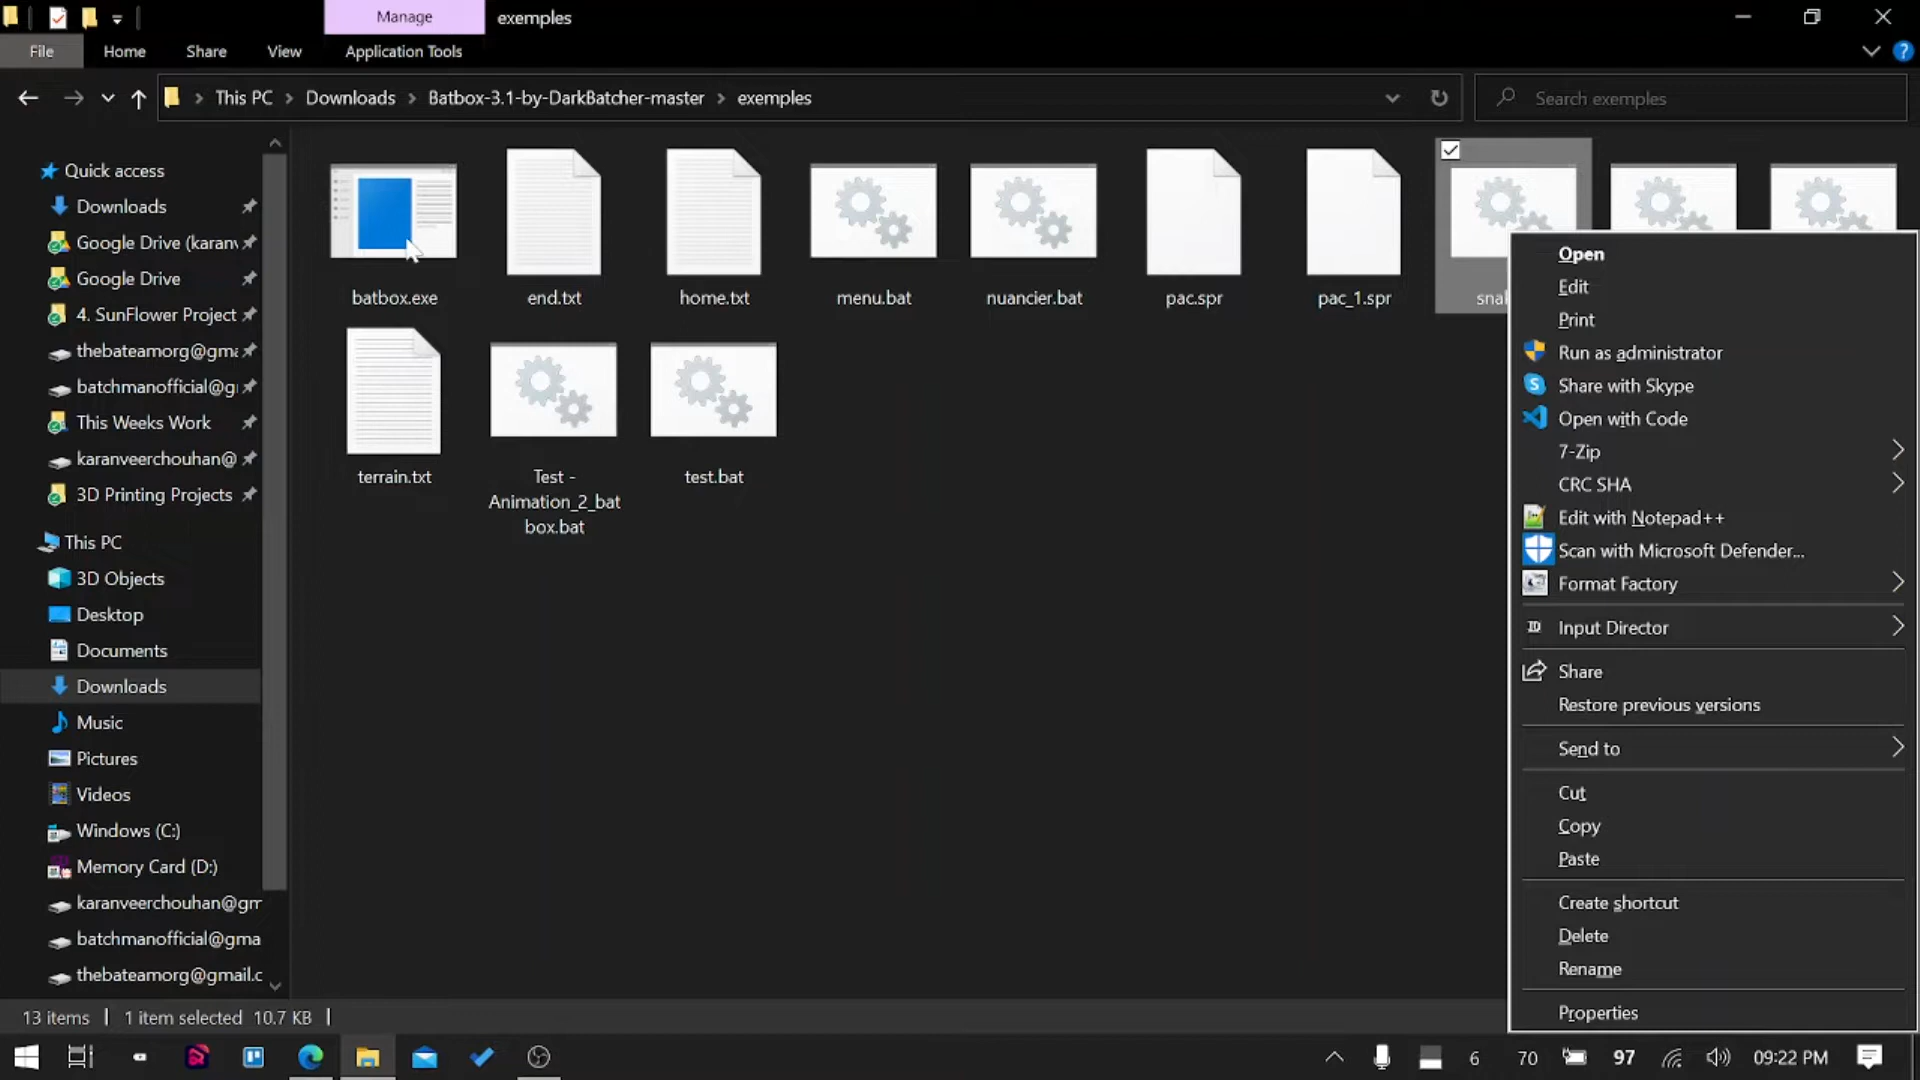 Manage
exemples
File
Home
Share
View
Application Tools
This PC
Downloads
Batbox-3.1-by-DarkBatcher-master
exemples
Search exemples
Quick access
Downloads
Google Drive (karanv
Google Drive
4. SunFlower Project
thebateamorg@gma
batchmanofficial@g
This Weeks Work
karanveerchouhan@
3D Printing Projects
This PC
3D Objects
Desktop
Documents
Downloads
Music
Pictures
Videos
Windows (C:)
Memory Card (D:)
karanveerchouhan@gm
batchmanofficial@gma
thebateamorg@gmail.c
batbox.exe
end.txt
home.txt
menu.bat
nuancier.bat
pac.spr
pac_1.spr
terrain.txt
Test -
Animation_2_bat
box.bat
test.bat
Open
Edit
Print
Run as administrator
Share with Skype
Open with Code
7-Zip
CRC SHA
Edit with Notepad++
Scan with Microsoft Defender...
Format Factory
Input Director
Share
Restore previous versions
Send to
Cut
Copy
Paste
Create shortcut
Delete
Rename
Properties
13 items
1 item selected 10.7 KB
6
70
97
09:22 PM